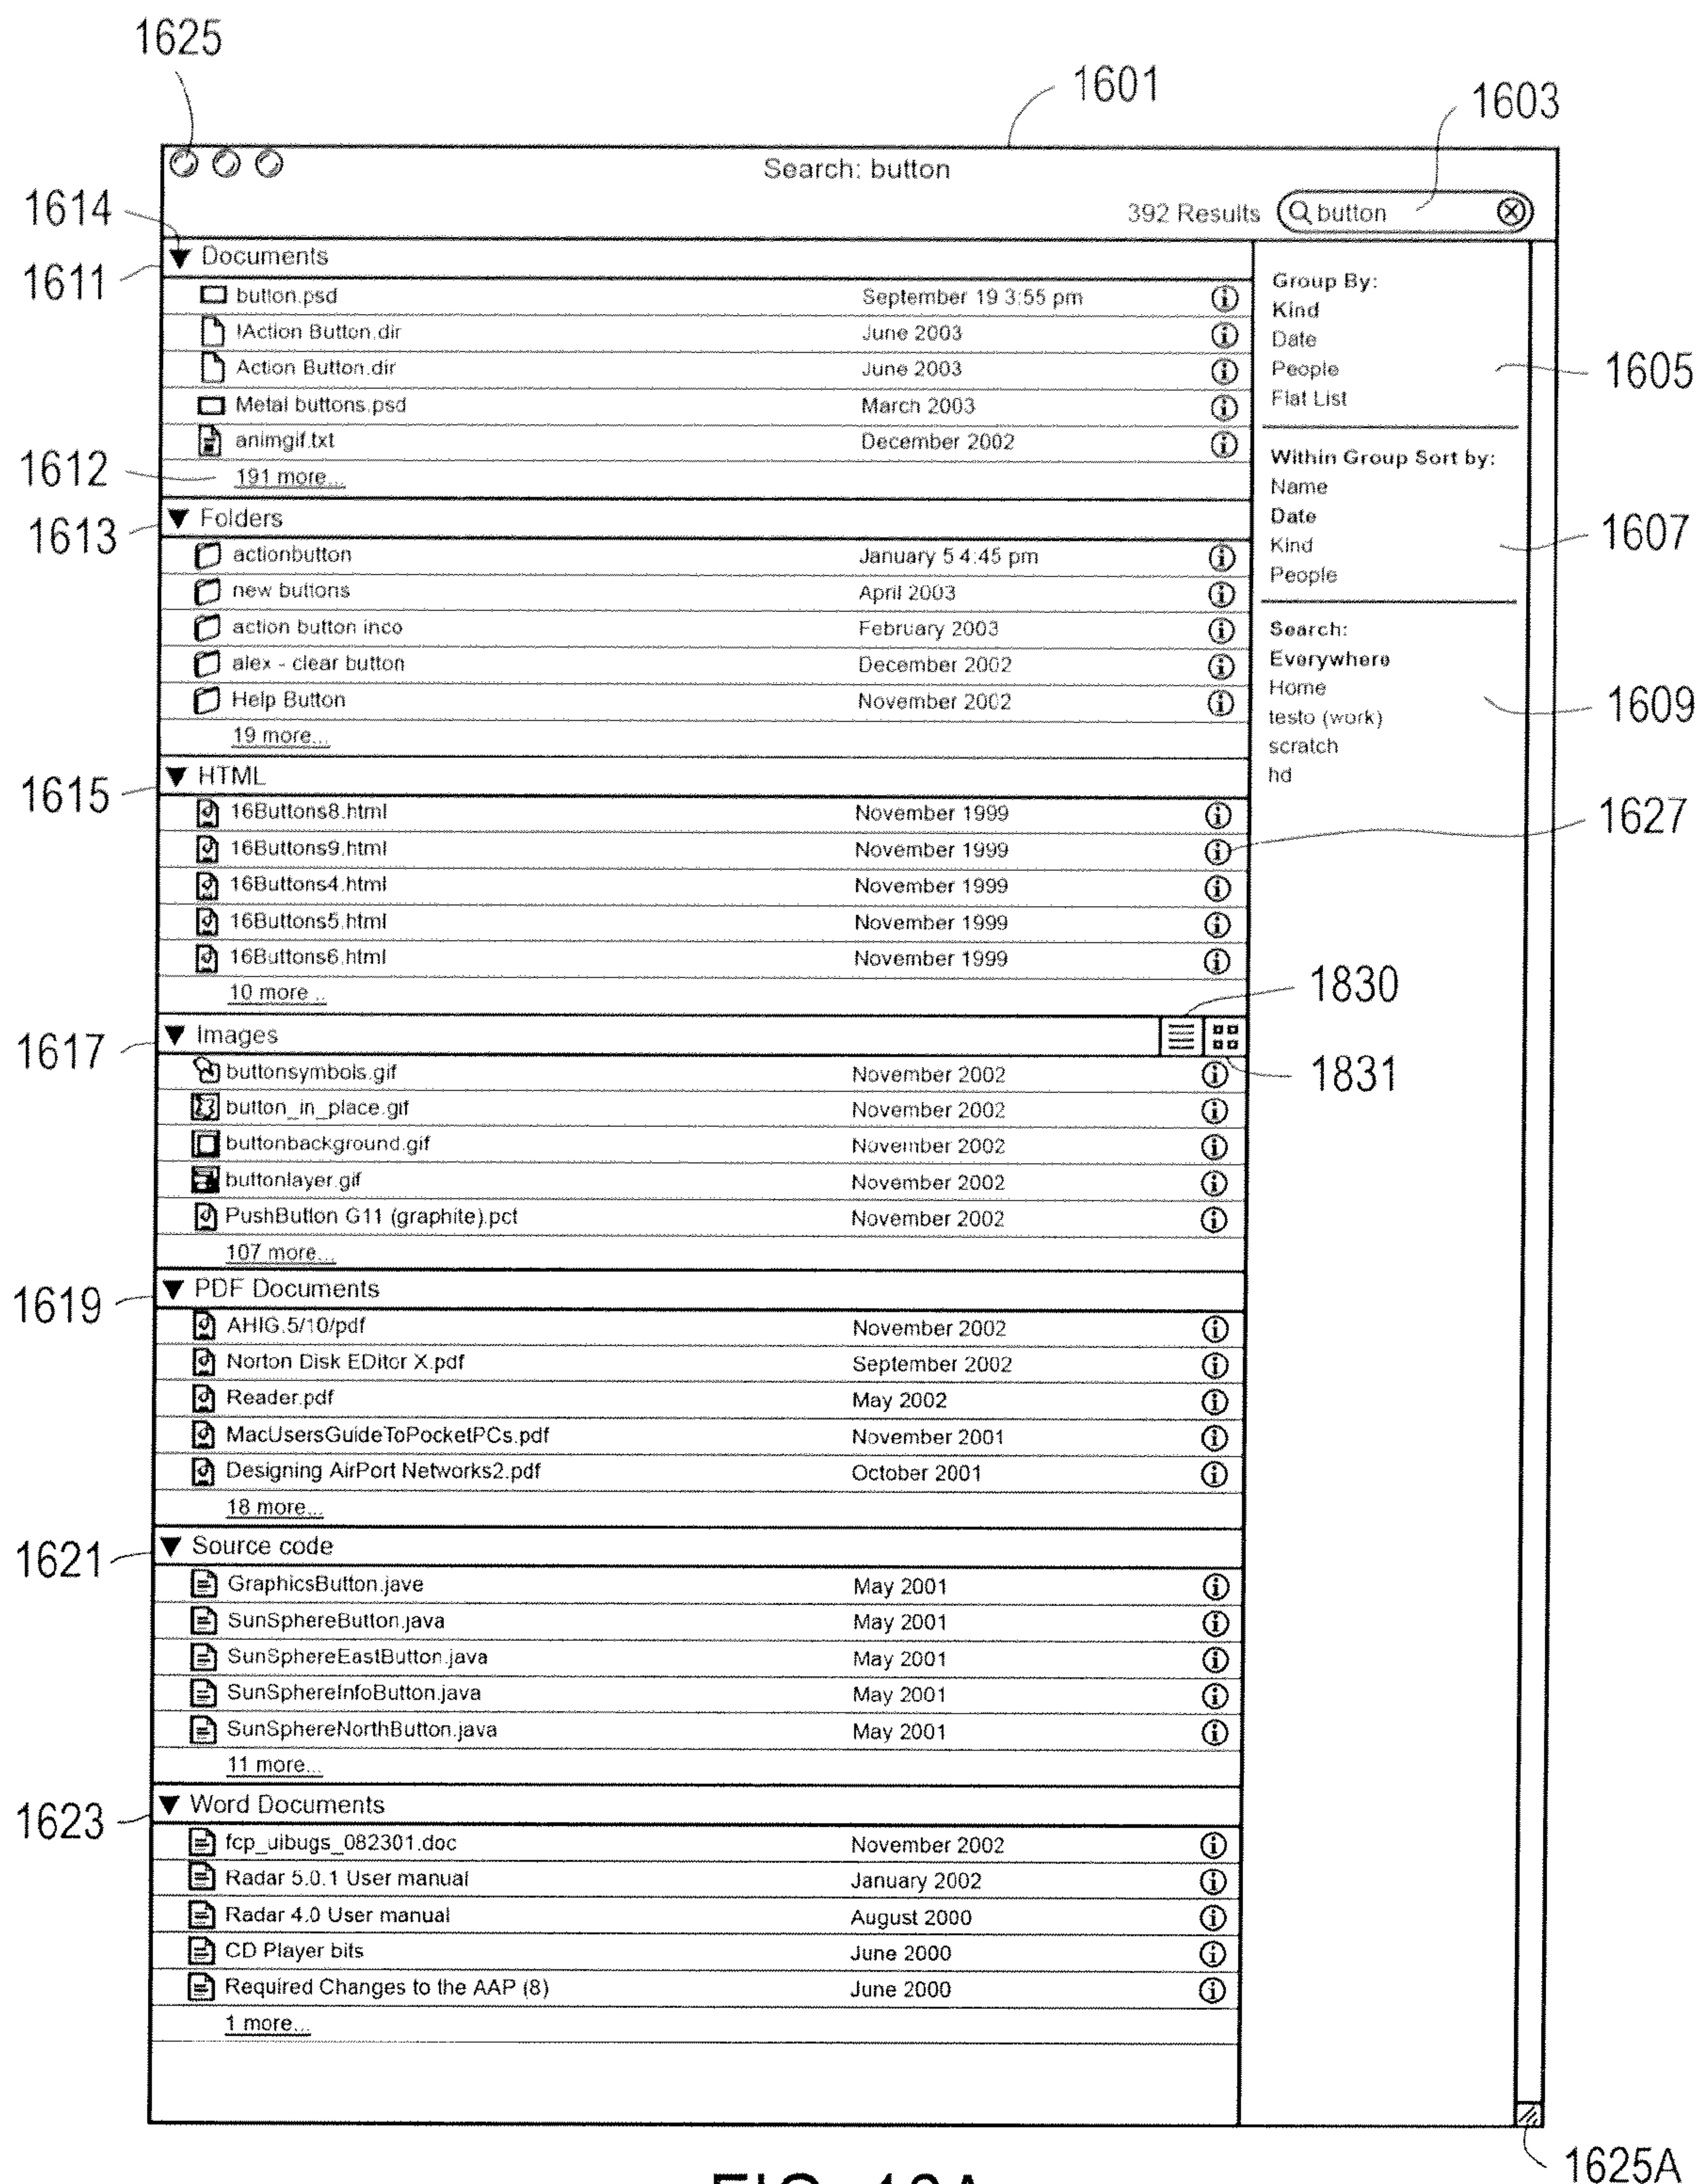 1625
1601
1603
Search: button
1614
392 Results
button
1611
Documents
button.psd September 19 3:55 pm
!Action Button.dir June 2003
Action Button.dir June 2003
Metal buttons.psd March 2003
animgif.txt December 2002
1612
191 more...
1613
Folders
actionbutton January 5 4:45 pm
new buttons April 2003
action button inco February 2003
alex - clear button December 2002
Help Button November 2002
19 more...
1615
HTML
16Buttons8.html November 1999
16Buttons9.html November 1999
16Buttons4.html November 1999
16Buttons5.html November 1999
16Buttons6.html November 1999
10 more ..
1617
Images
buttonsymbols.gif November 2002
button_in_place.gif November 2002
buttonbackground.gif November 2002
buttonlayer.gif November 2002
PushButton G11 (graphite).pct November 2002
107 more...
1619
PDF Documents
AHIG.5/10/pdf November 2002
Norton Disk EDitor X.pdf September 2002
Reader.pdf May 2002
MacUsersGuideToPocketPCs.pdf November 2001
Designing AirPort Networks2.pdf October 2001
18 more...
1621
Source code
GraphicsButton.jave May 2001
SunSphereButton.java May 2001
SunSphereEastButton.java May 2001
SunSphereInfoButton.java May 2001
SunSphereNorthButton.java May 2001
11 more...
1623
Word Documents
fcp_uibugs_082301.doc November 2002
Radar 5.0.1 User manual January 2002
Radar 4.0 User manual August 2000
CD Player bits June 2000
Required Changes to the AAP (8) June 2000
1 more...
Group By:
Kind
Date
People
Flat List
1605
Within Group Sort by:
Name
Date
Kind
People
1607
Search:
Everywhere
Home
testo (work)
scratch
hd
1609
1627
1830
1831
1625A